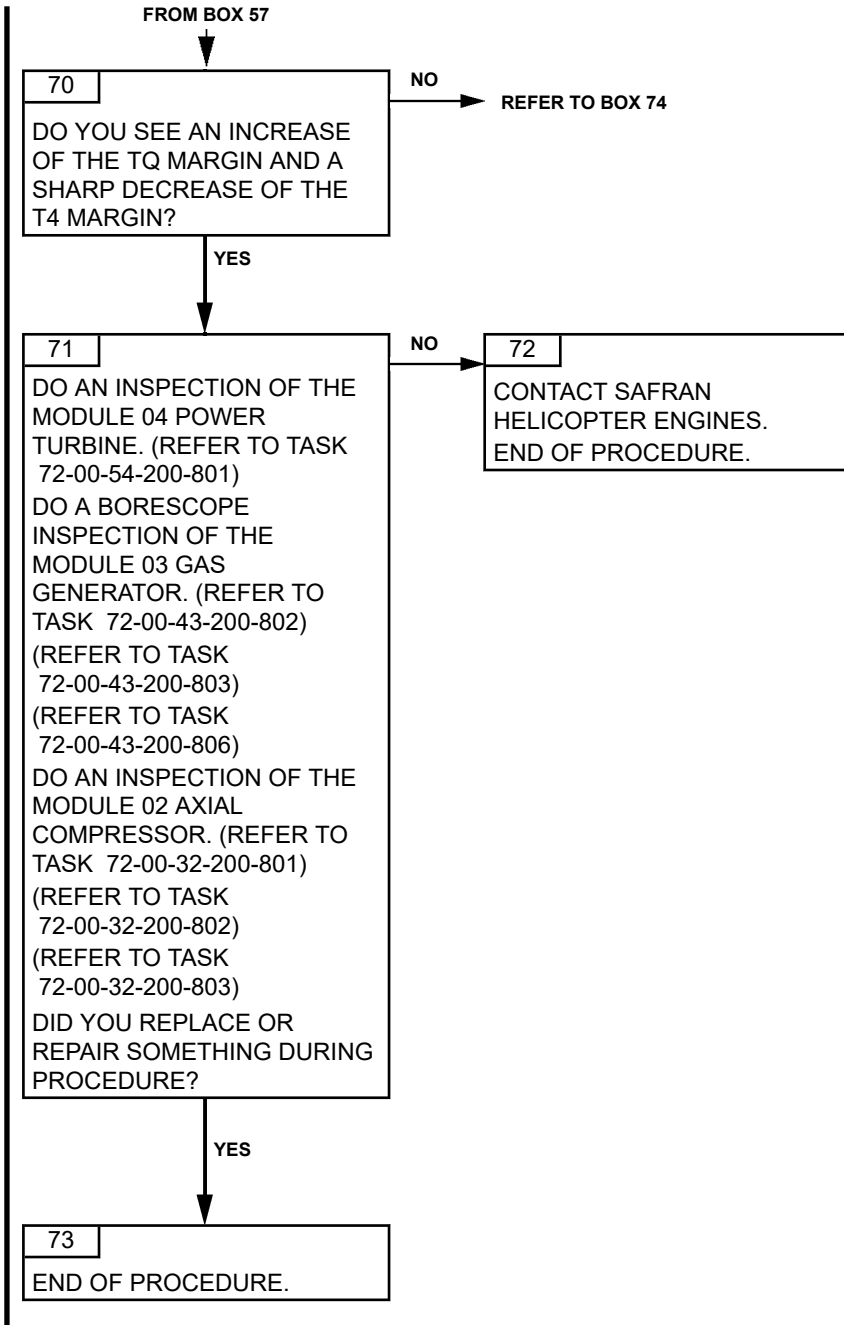 FROM BOX 57
70
NO
REFER TO BOX 74
DO YOU SEE AN INCREASE
OF THE TQ MARGIN AND A
SHARP DECREASE OF THE
T4 MARGIN?
YES
71
NO
DO AN INSPECTION OF THE
MODULE 04 POWER
TURBINE. (REFER TO TASK
72-00-54-200-801)
DO A BORESCOPE
INSPECTION OF THE
MODULE 03 GAS
GENERATOR. (REFER TO
TASK 72-00-43-200-802)
(REFER TO TASK
72-00-43-200-803)
(REFER TO TASK
72-00-43-200-806)
DO AN INSPECTION OF THE
MODULE 02 AXIAL
COMPRESSOR. (REFER TO
TASK 72-00-32-200-801)
(REFER TO TASK
72-00-32-200-802)
(REFER TO TASK
72-00-32-200-803)
DID YOU REPLACE OR
REPAIR SOMETHING DURING
PROCEDURE?
72
CONTACT SAFRAN
HELICOPTER ENGINES.
END OF PROCEDURE.
YES
73
END OF PROCEDURE.